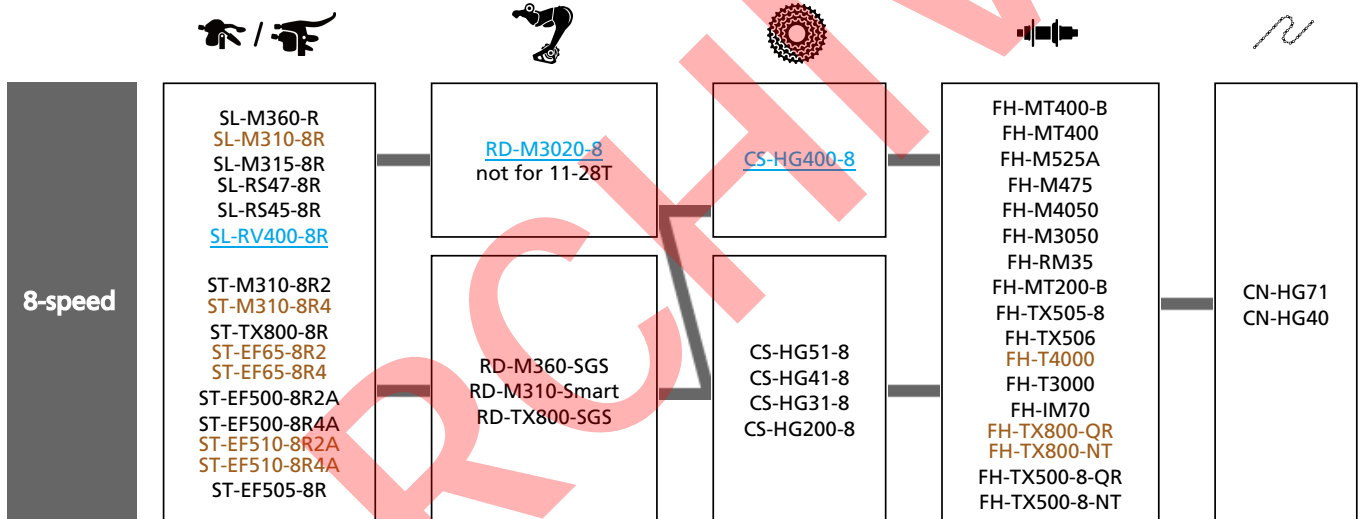 8-speed
SL-M360-R
SL-M310-8R
SL-M315-8R
SL-RS47-8R
SL-RS45-8R
SL-RV400-8R
ST-M310-8R2
ST-M310-8R4
ST-TX800-8R
ST-EF65-8R2
ST-EF65-8R4
ST-EF500-8R2A
ST-EF500-8R4A
ST-EF510-8R2A
ST-EF510-8R4A
ST-EF505-8R
RD-M3020-8
not for 11-28T
RD-M360-SGS
RD-M310-Smart
RD-TX800-SGS
CS-HG400-8
CS-HG51-8
CS-HG41-8
CS-HG31-8
CS-HG200-8
FH-MT400-B
FH-MT400
FH-M525A
FH-M475
FH-M4050
FH-M3050
FH-RM35
FH-MT200-B
FH-TX505-8
FH-TX506
FH-T4000
FH-T3000
FH-IM70
FH-TX800-QR
FH-TX800-NT
FH-TX500-8-QR
FH-TX500-8-NT
CN-HG71
CN-HG40
RCHIV